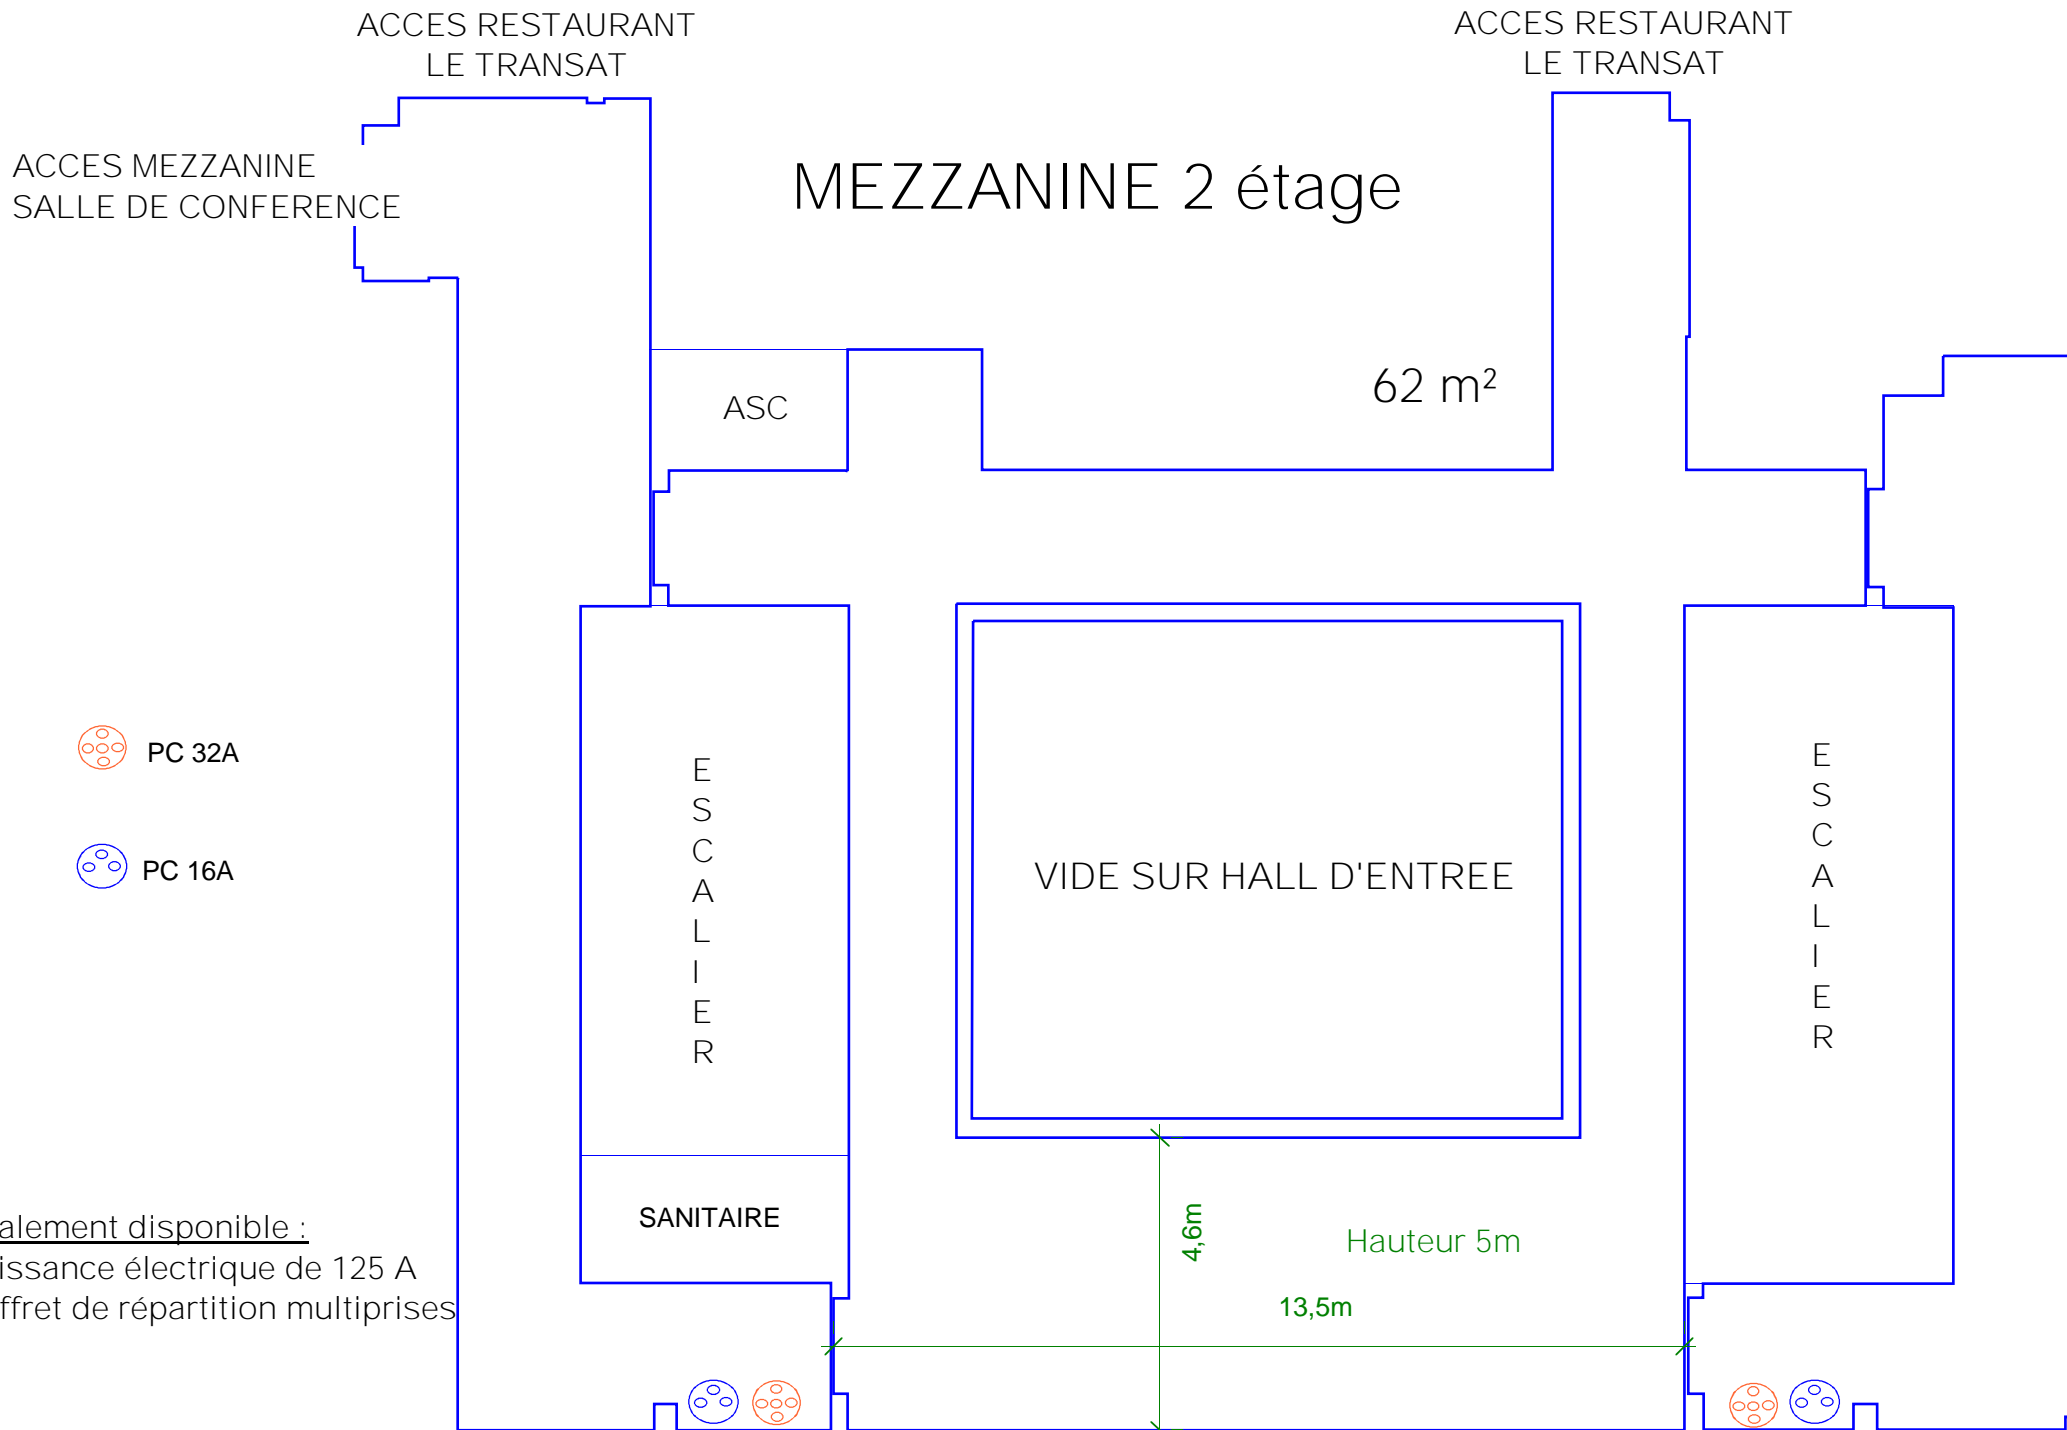 ACCES RESTAURANT
LE TRANSAT
ACCES RESTAURANT
LE TRANSAT
ACCES MEZZANINE
SALLE DE CONFERENCE
MEZZANINE 2 étage
62 m²
ASC
PC 32A
PC 16A
ESCALIER
VIDE SUR HALL D'ENTREE
ESCALIER
SANITAIRE
4,6m
Hauteur 5m
13,5m
alement disponible :
issance électrique de 125 A
ffret de répartition multiprises